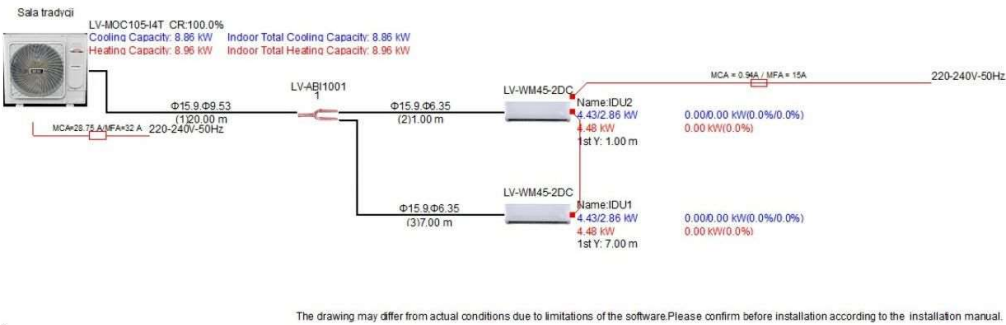 Sala tradycji
LV-MOC105-I4T CR:100.0%
Cooling Capacity: 8.86 kW Indoor Total Cooling Capacity: 8.86 kW
Heating Capacity: 8.96 kW Indoor Total Heating Capacity: 8.96 kW
MCA = 0.94A / MFA = 15A 220-240V-50Hz
LV-ABI1001
1
LV-WM45-2DC
Φ15.9,Φ9.53
(1)20.00 m
Φ15.9,Φ6.35
(2)1.00 m
Name:IDU2
4.43/2.86 kW 0.00/0.00 kW(0.0%/0.0%)
4.48 kW 0.00 kW(0.0%)
1st Y: 1.00 m
MCA=28.75 A/MFA=32 A 220-240V-50Hz
LV-WM45-2DC
Φ15.9,Φ6.35
(3)7.00 m
Name:IDU1
4.43/2.86 kW 0.00/0.00 kW(0.0%/0.0%)
4.48 kW 0.00 kW(0.0%)
1st Y: 7.00 m
The drawing may differ from actual conditions due to limitations of the software.Please confirm before installation according to the installation manual.